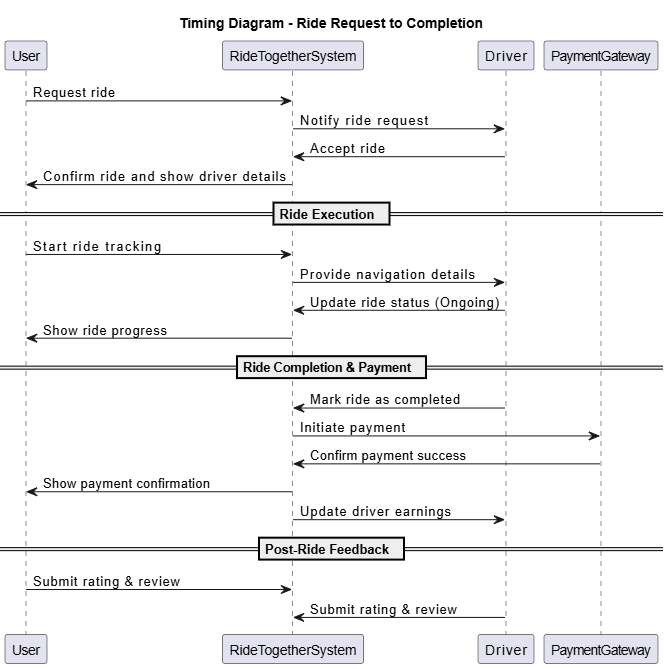 Timing Diagram - Ride Request to Completion
User RideTogetherSystem Driver PaymentGateway
Request ride
Notify ride request
Accept ride
Confirm ride and show driver details
Ride Execution
Start ride tracking
Provide navigation details
Update ride status (Ongoing)
Show ride progress
Ride Completion & Payment
Mark ride as completed
Initiate payment
Confirm payment success
Show payment confirmation
Update driver earnings
Post-Ride Feedback
Submit rating & review
Submit rating & review
User RideTogetherSystem Driver PaymentGateway